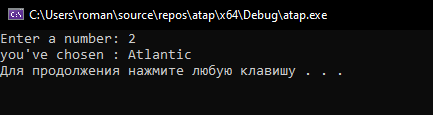 C:\Users\roman\source\repos\atap\x64\Debug\atap.exe
Enter a number: 2
you've chosen : Atlantic
Для продолжения нажмите любую клавишу . . .